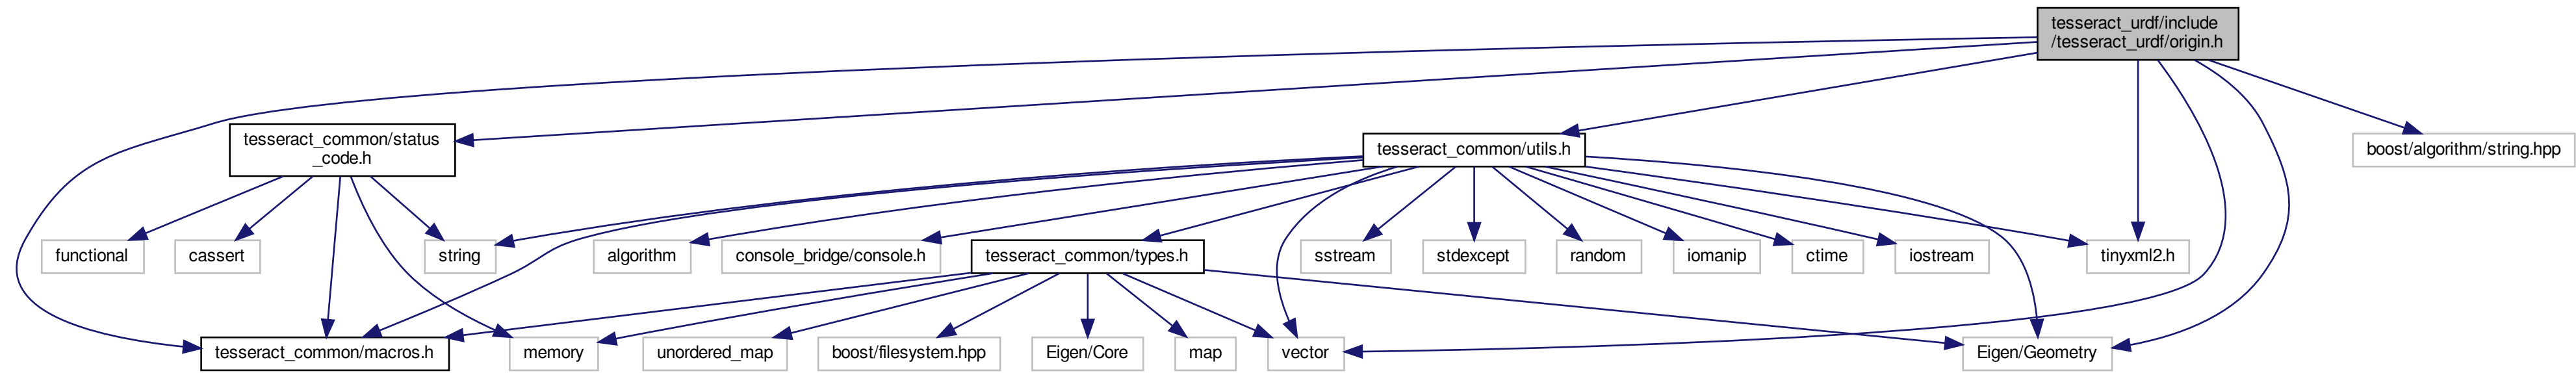 tesseract_urdf/include
/tesseract_urdf/origin.h
tesseract_common/status
_code.h
tesseract_common/utils.h
boost/algorithm/string.hpp
functional
cassert
string
algorithm
console_bridge/console.h
tesseract_common/types.h
sstream
stdexcept
random
iomanip
ctime
iostream
tinyxml2.h
tesseract_common/macros.h
memory
unordered_map
boost/filesystem.hpp
Eigen/Core
map
vector
Eigen/Geometry